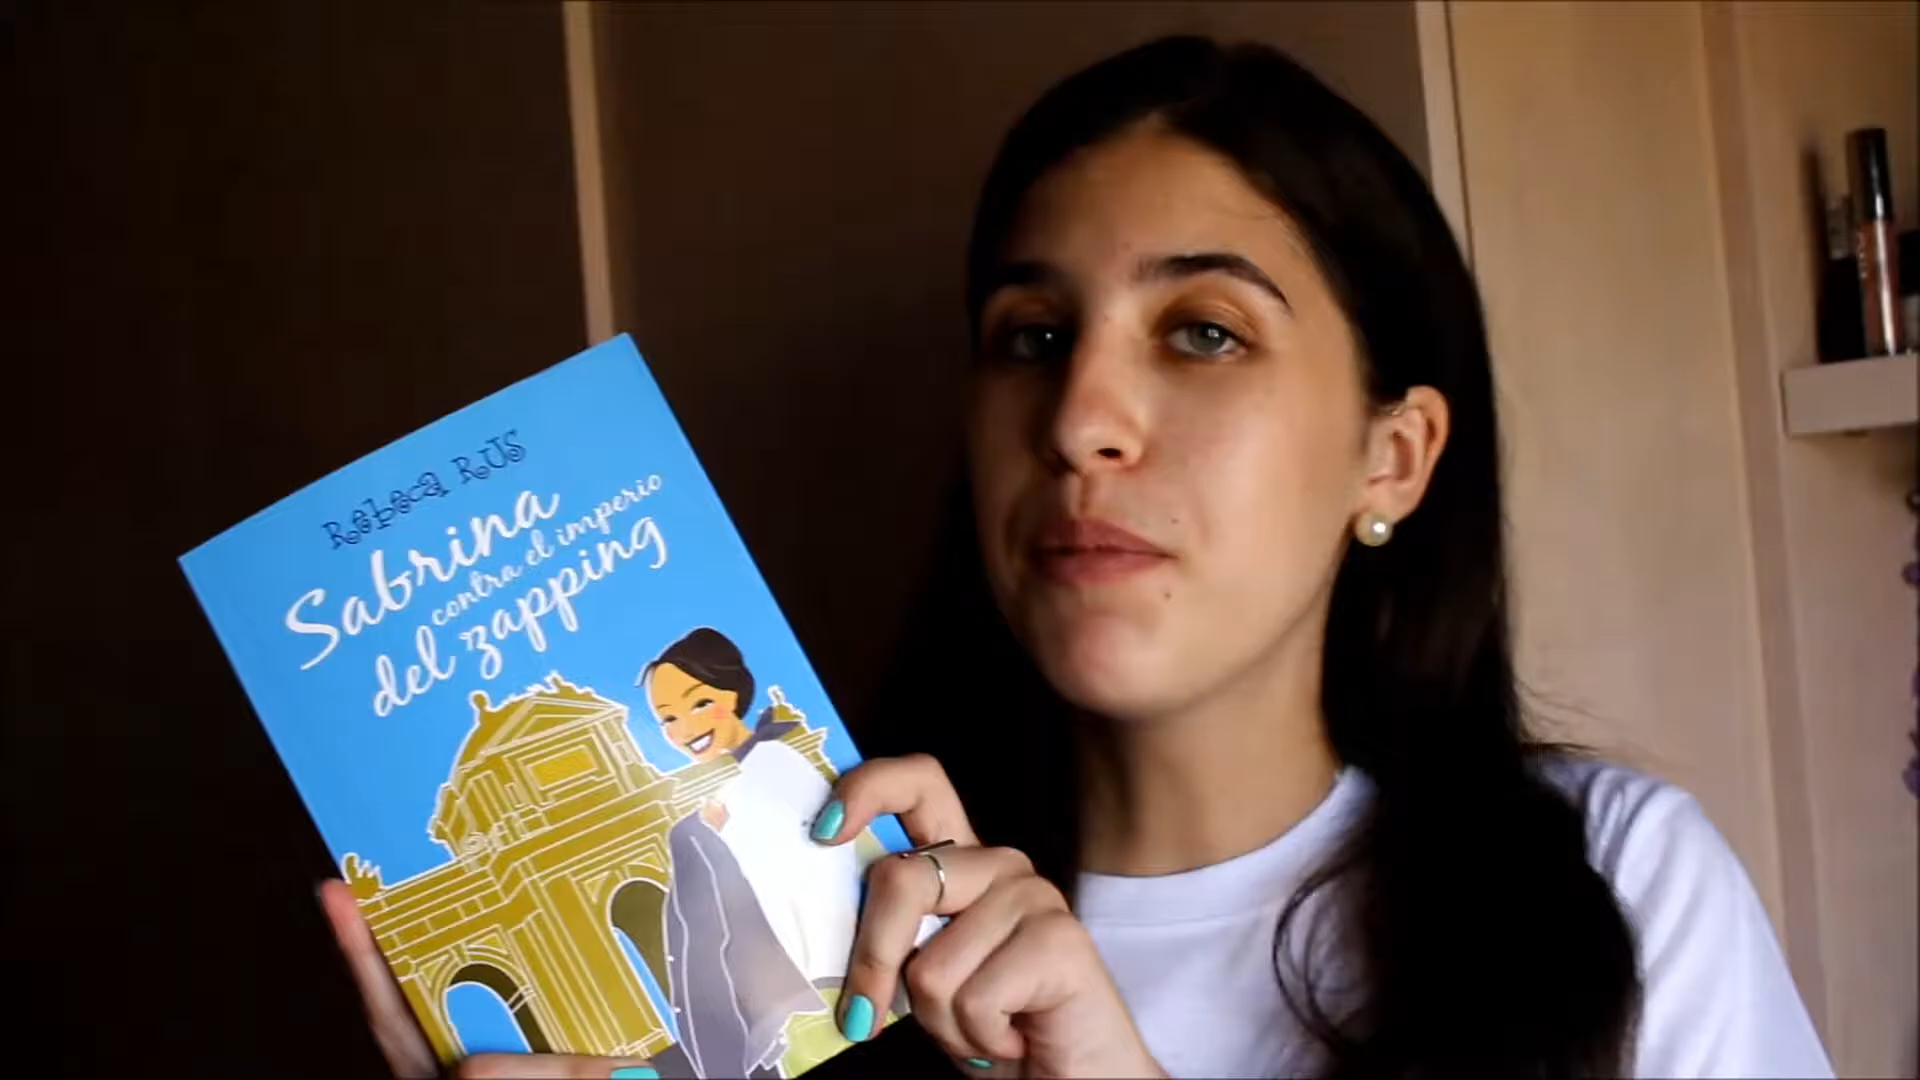 Rebeca RUS
Sabrina
contra el imperio
del zapping